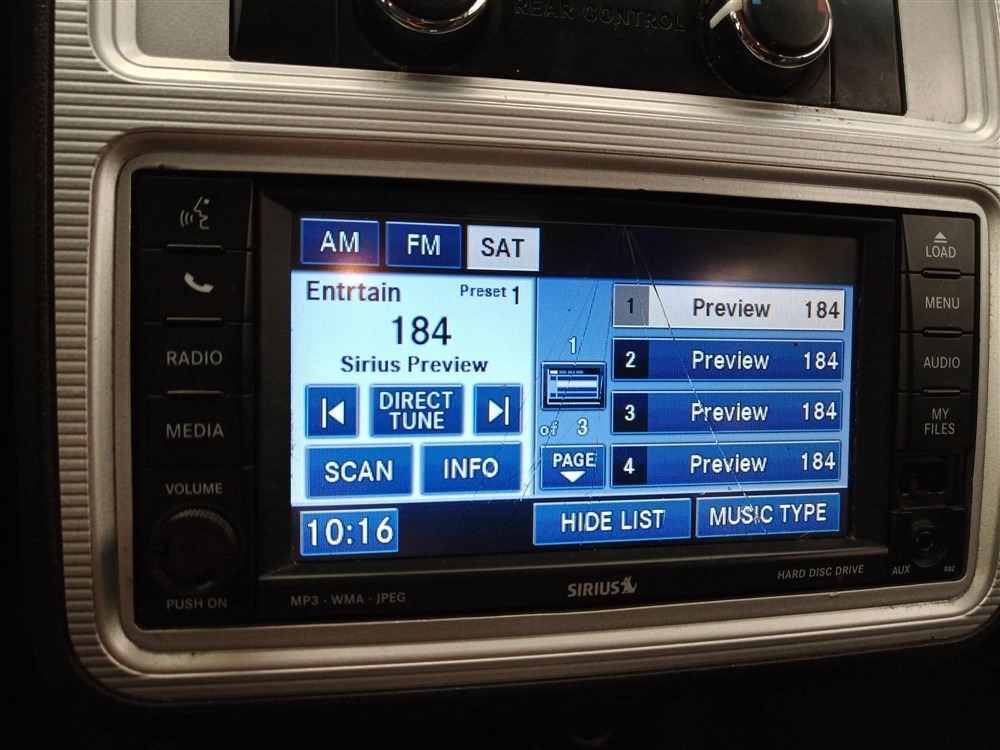 REAR CONTROL
AM FM SAT
LOAD
MENU
AUDIO
MY
FILES
RADIO
MEDIA
VOLUME
PUSH ON
Entrtain Preset 1
184
Sirius Preview
DIRECT
TUNE
SCAN INFO
1
of 3
PAGE
1 Preview 184
2 Preview 184
3 Preview 184
4 Preview 184
10:16 HIDE LIST MUSIC TYPE
MP3 · WMA · JPEG SIRIUS HARD DISC DRIVE AUX RBZ